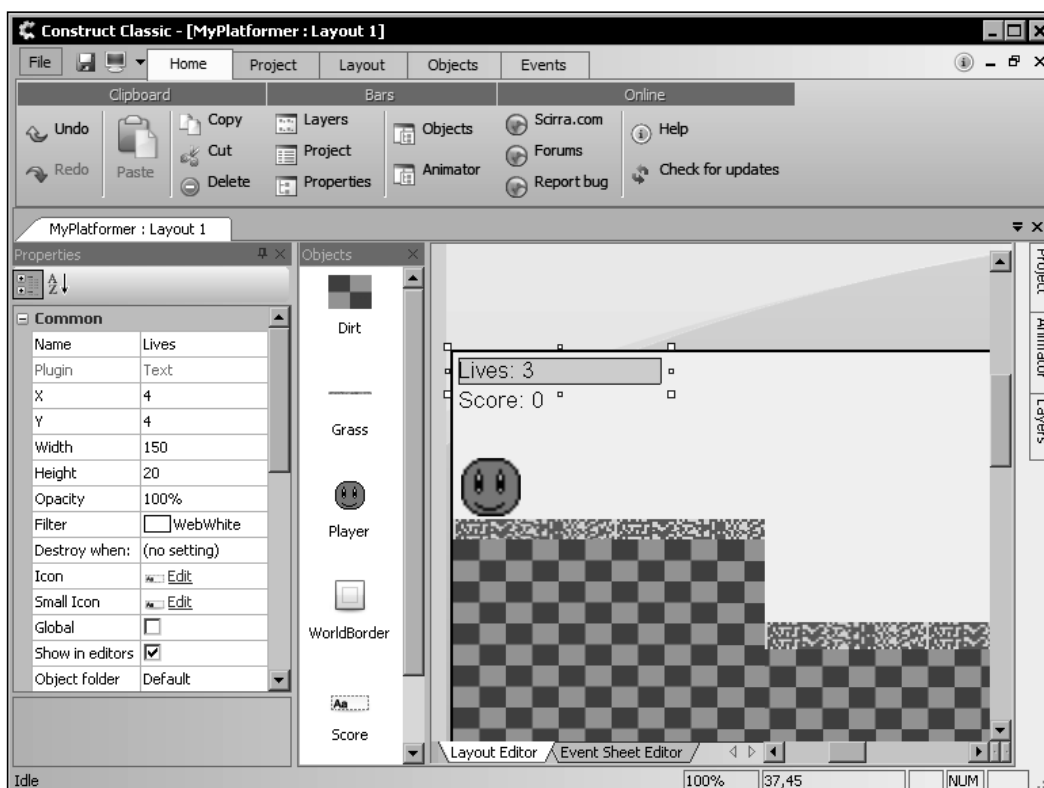 Construct Classic - [MyPlatformer : Layout 1]
File Home Project Layout Objects Events
Clipboard Bars Online
Undo
Redo
Paste
Copy
Cut
Delete
Layers
Project
Properties
Objects
Animator
Scirra.com
Forums
Report bug
Help
Check for updates
MyPlatformer : Layout 1
Properties
Common
Name Lives
Plugin Text
X 4
Y 4
Width 150
Height 20
Opacity 100%
Filter WebWhite
Destroy when: (no setting)
Icon Aa Edit
Small Icon Aa Edit
Global
Show in editors
Object folder Default
Objects
Dirt
Grass
Player
WorldBorder
Aa
Score
Lives: 3
Score: 0
Project
Animator
Layers
Layout Editor Event Sheet Editor
Idle 100% 37,45 NUM